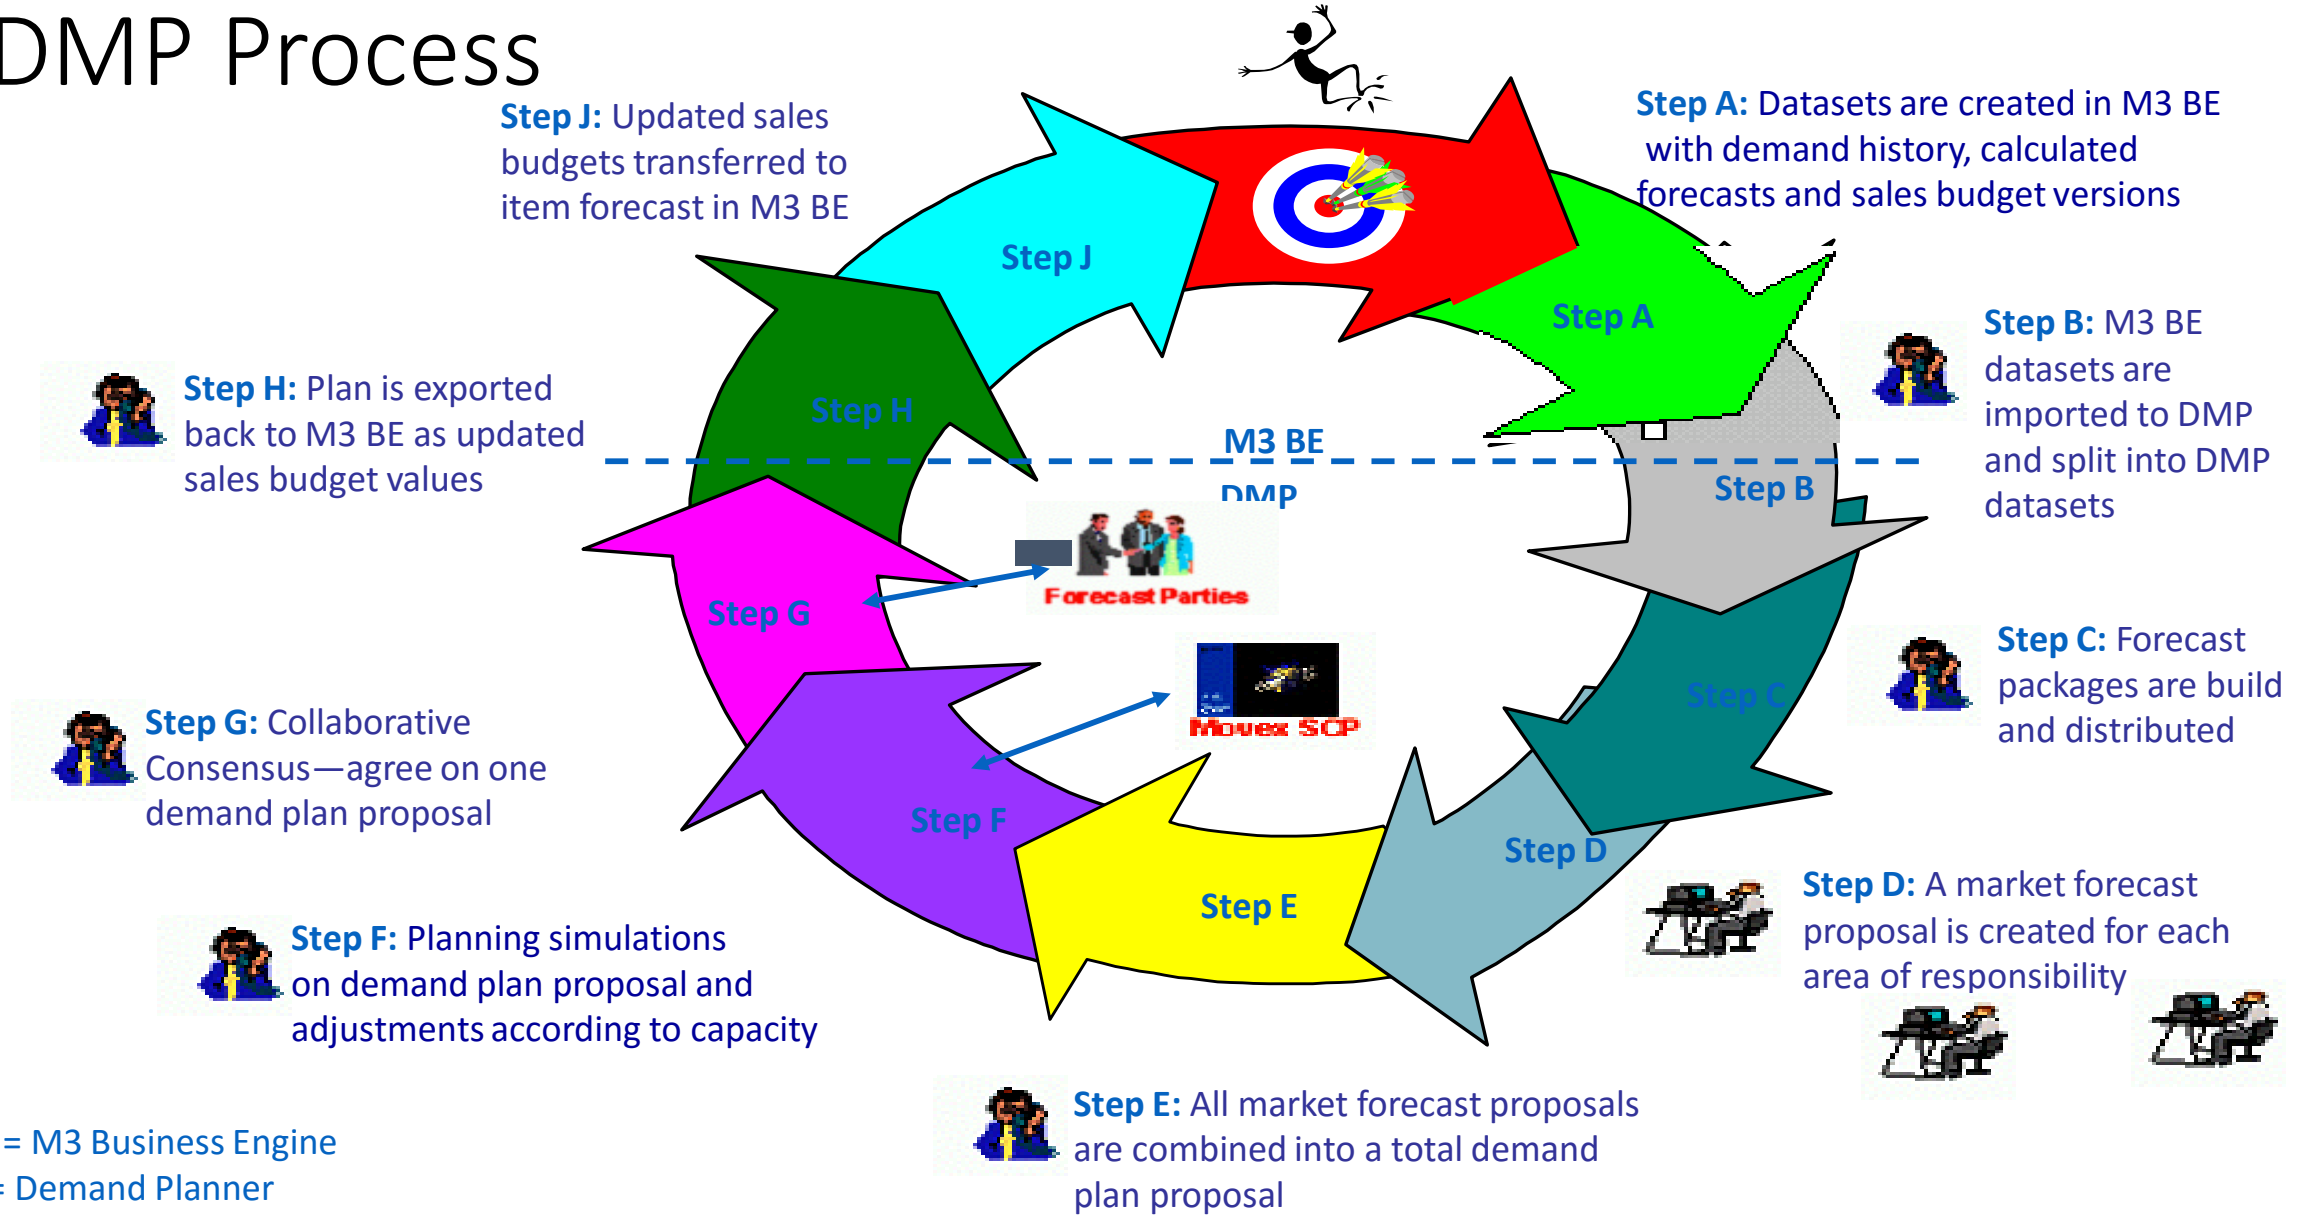 DMP Process
Step J: Updated sales
budgets transferred to
item forecast in M3 BE
Step A: Datasets are created in M3 BE
with demand history, calculated
forecasts and sales budget versions
Step J
Step A
Step B: M3 BE
datasets are
imported to DMP
and split into DMP
datasets
Step H: Plan is exported
back to M3 BE as updated
sales budget values
Step H
M3 BE
DMP
Step B
Forecast Parties
Step G
Step C: Forecast
packages are build
and distributed
Step C
Movex SCP
Step G: Collaborative
Consensus—agree on one
demand plan proposal
Step F
Step D
Step E
Step D: A market forecast
proposal is created for each
area of responsibility
Step F: Planning simulations
on demand plan proposal and
adjustments according to capacity
Step E: All market forecast proposals
are combined into a total demand
plan proposal
= M3 Business Engine
= Demand Planner